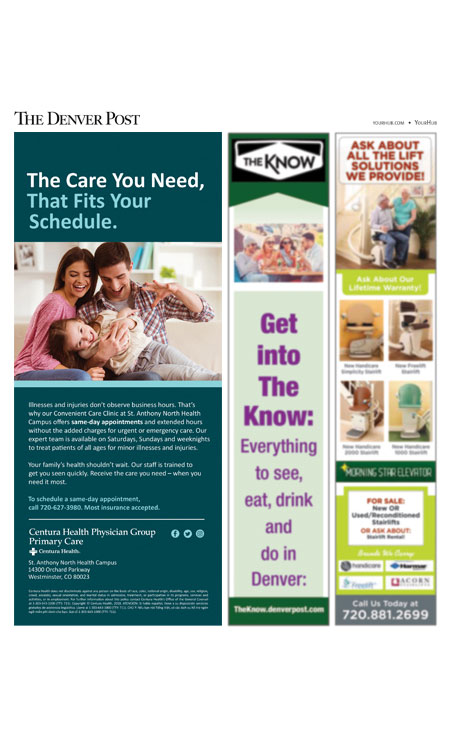 THE DENVER POST
YOURHUB.COM • YOURHUB
The Care You Need,
That Fits Your
Schedule.
Illnesses and injuries don't observe business hours. That's
why our Convenient Care Clinic at St. Anthony North Health
Campus offers same-day appointments and extended hours
without the added charges for urgent or emergency care. Our
expert team is available on Saturdays, Sundays and weeknights
to treat patients of all ages for minor illnesses and injuries.
Your family's health shouldn't wait. Our staff is trained to
get you seen quickly. Receive the care you need – when you
need it most.
To schedule a same-day appointment,
call 720-627-3980. Most insurance accepted.
Centura Health Physician Group
Primary Care
Centura Health.
St. Anthony North Health Campus
14300 Orchard Parkway
Westminster, CO 80023
THE KNOW
Get
into
The
Know:
Everything
to see,
eat, drink
and
do in
Denver:
TheKnow.denverpost.com
ASK ABOUT
ALL THE LIFT
SOLUTIONS
WE PROVIDE!
Ask About Our
Lifetime Warranty!
New Handicare
Simplicity Stairlift
New Freelift
Stairlift
New Handicare
2000 Stairlift
New Handicare
1000 Stairlift
MORNING STAR ELEVATOR
FOR SALE:
New OR
Used/Reconditioned
Stairlifts
OR ASK ABOUT:
Stairlift Rental!
Brands We Carry
handicare
Harmar
Freelift
ACORN
Call Us Today at
720.881.2699